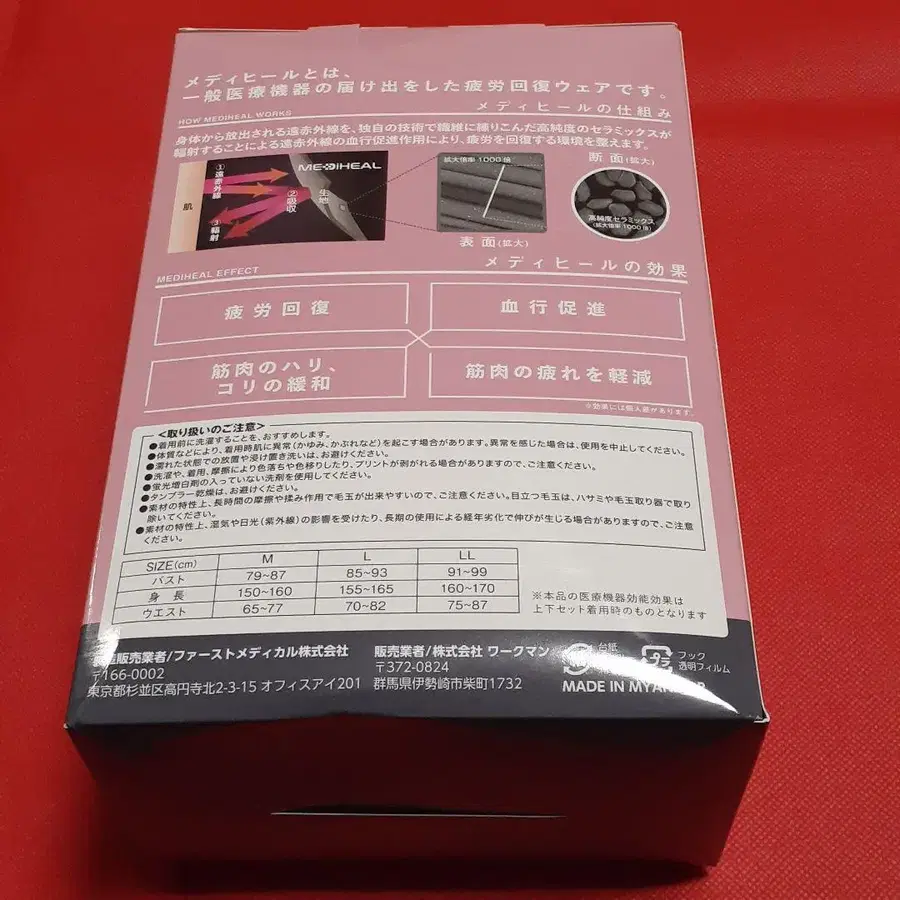 メディヒールとは、
一般医療機器の届け出をした疲労回復ウェアです。
HOW MEDIHEAL WORKS
メディヒールの仕組み
身体から放出される遠赤外線を、独自の技術で繊維に練りこんだ高純度のセラミックスが
輻射することによる遠赤外線の血行促進作用により、疲労を回復する環境を整えます。
肌
①遠赤外線
②吸収
③輻射
MEDIHEAL
生地
拡大倍率1000倍
表面(拡大)
断面(拡大)
高純度セラミックス
(拡大倍率1000倍)
MEDIHEAL EFFECT
メディヒールの効果
疲労回復
血行促進
筋肉のハリ、
コリの緩和
筋肉の疲れを軽減
※効果には個人差があります。
<取り扱いのご注意>
●着用前に洗濯することを、おすすめします。
●体質などにより、着用時肌に異常(かゆみ、かぶれなど)を起こす場合があります。異常を感じた場合は、使用を中止してください。
●濡れた状態での放置や浸け置き洗いは、お避けください。
●洗濯や、着用、摩擦により色落ちや色移りしたり、プリントが剥がれる場合がありますので、ご注意ください。
●蛍光増白剤の入っていない洗剤を使用してください。
●タンブラー乾燥は、お避けください。
●素材の特性上、長時間の摩擦や揉み作用で毛玉が出来やすいので、ご注意ください。目立つ毛玉は、ハサミや毛玉取り器で取り
除いてください。
●素材の特性上、湿気や日光(紫外線)の影響を受けたり、長期の使用による経年劣化で伸びが生じる場合がありますので、ご注意
ください。
SIZE(cm) M L LL
バスト 79~87 85~93 91~99
身長 150~160 155~165 160~170
ウエスト 65~77 70~82 75~87
※本品の医療機器効能効果は
上下セット着用時のものとなります
販売業者/ファーストメディカル株式会社
〒166-0002
東京都杉並区高円寺北2-3-15 オフィスアイ201
販売業者/株式会社 ワークマン
〒372-0824
群馬県伊勢崎市柴町1732
台紙
プラ
フック
透明フィルム
MADE IN